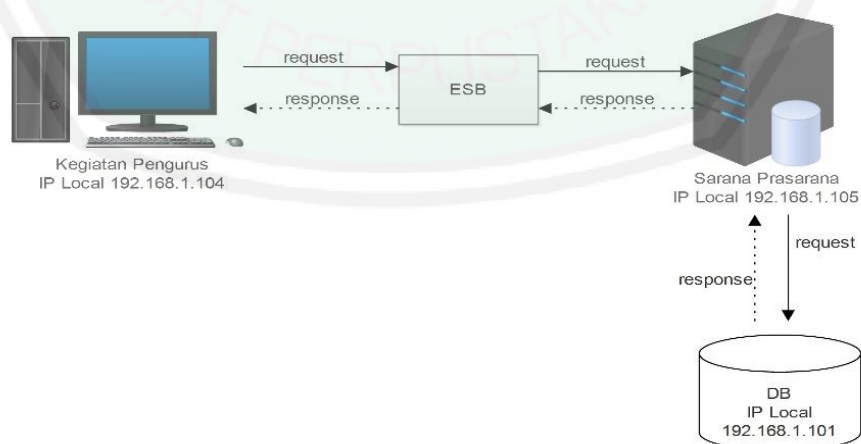 PERPUSTAKA
request
request
ESB
response
response
Kegiatan Pengurus
IP Local 192.168.1.104
Sarana Prasarana
IP Local 192.168.1.105
request
response
DB
IP Local
192.168.1.101